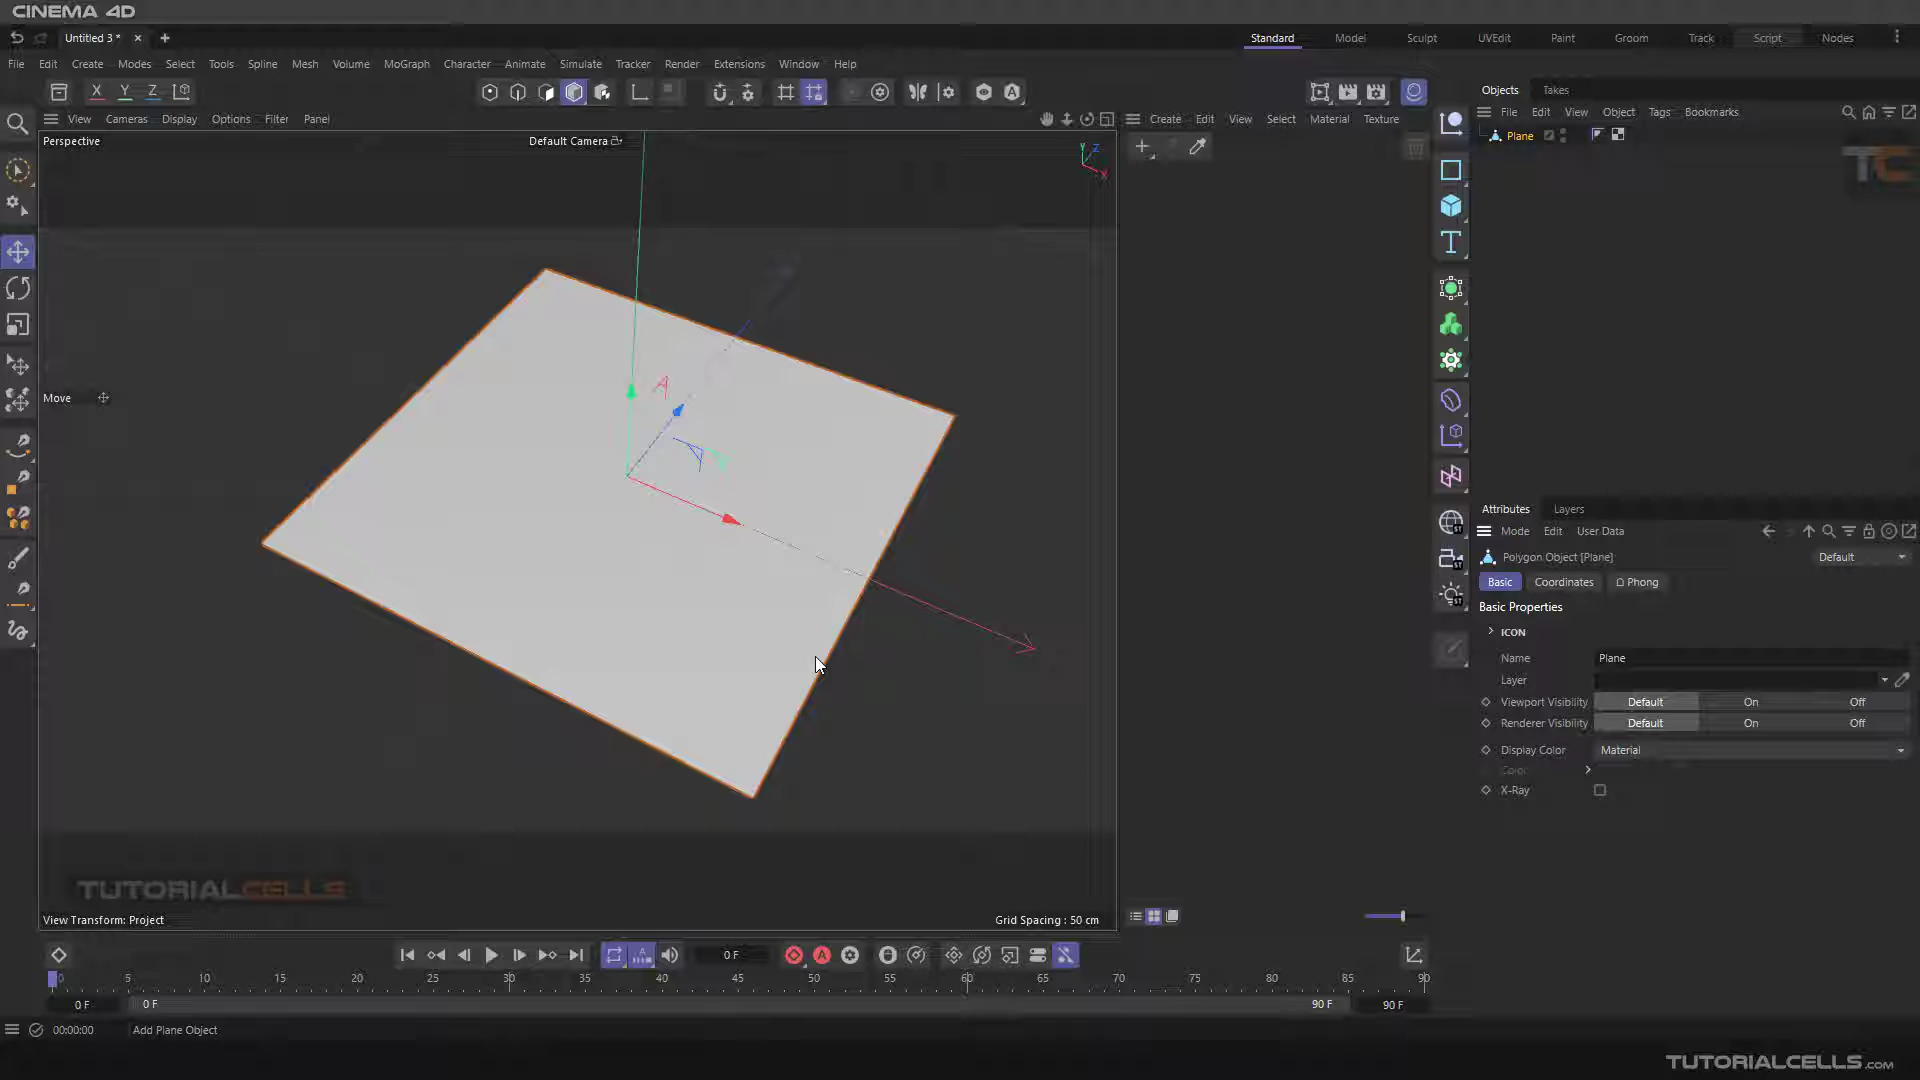 CINEMA 4D
Untitled 3 *
Standard Model Sculpt UVEdit Paint Groom Track Script Nodes
File Edit Create Modes Select Tools Spline Mesh Volume MoGraph Character Animate Simulate Tracker Render Extensions Window Help
X Y Z
Objects Takes
View Cameras Display Options Filter Panel
Create Edit View Select Material Texture
File Edit View Object Tags Bookmarks
Perspective
Default Camera
Y Z X
Plane
TC
Move
Attributes Layers
Mode Edit User Data
Polygon Object [Plane]
Default
Basic Coordinates Phong
Basic Properties
ICON
Name Plane
Layer
Viewport Visibility Default On Off
Renderer Visibility Default On Off
Display Color Material
Color
X-Ray
TUTORIALCELLS
View Transform: Project
Grid Spacing : 50 cm
0 F
0 5 10 15 20 25 30 35 40 45 50 55 60 65 70 75 80 85 90
0 F 0 F 90 F 90 F
00:00:00 Add Plane Object
TUTORIALCELLS.COM